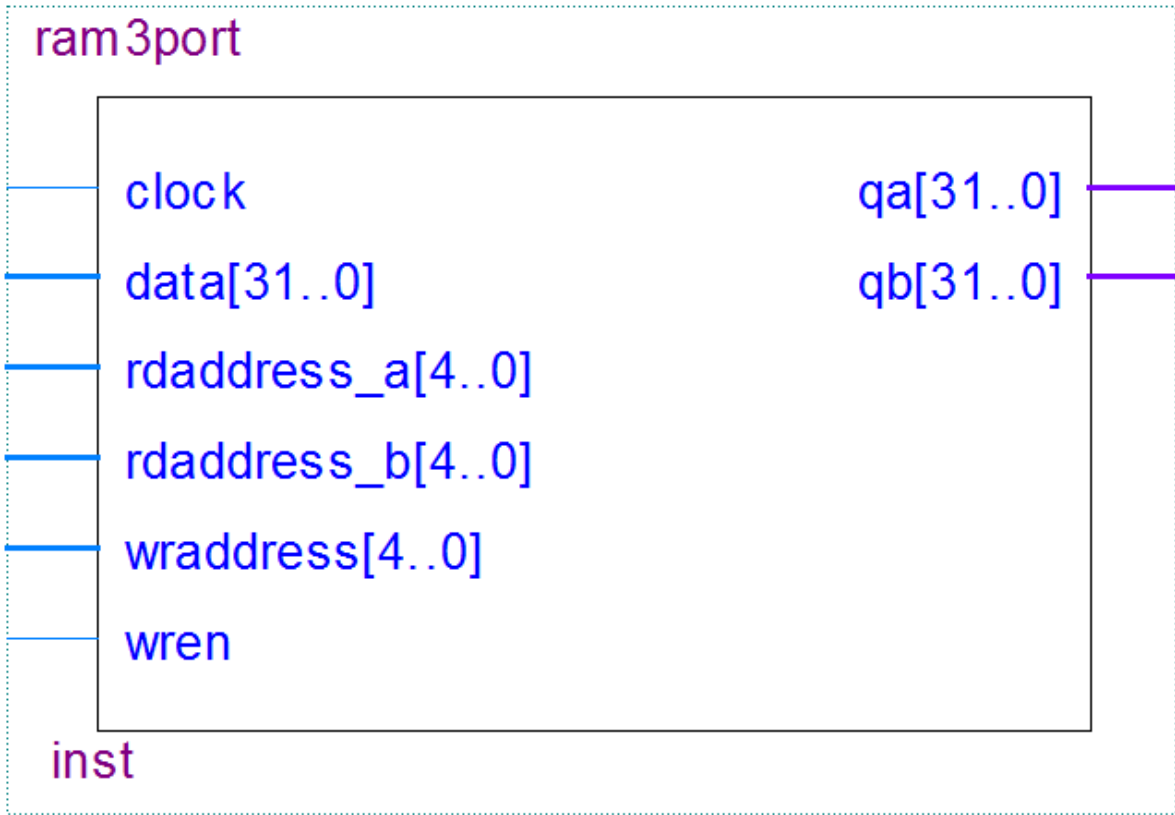 ram3port
clock
qa[31..0]
data[31..0]
qb[31..0]
rdaddress_a[4..0]
rdaddress_b[4..0]
wraddress[4..0]
wren
inst